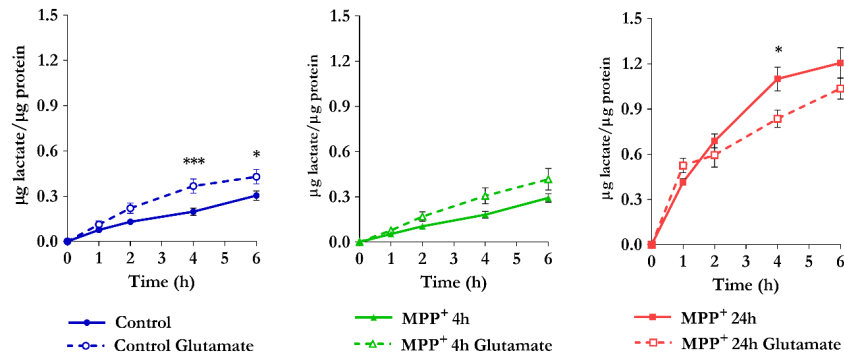 µg lactate/µg protein
1.5
1.2
0.9
0.6
0.3
0.0
***
*
0 1 2 3 4 5 6
Time (h)
Control
Control Glutamate
µg lactate/µg protein
1.5
1.2
0.9
0.6
0.3
0.0
0 1 2 3 4 5 6
Time (h)
MPP⁺ 4h
MPP⁺ 4h Glutamate
µg lactate/µg protein
1.5
1.2
0.9
0.6
0.3
0.0
*
0 1 2 3 4 5 6
Time (h)
MPP⁺ 24h
MPP⁺ 24h Glutamate